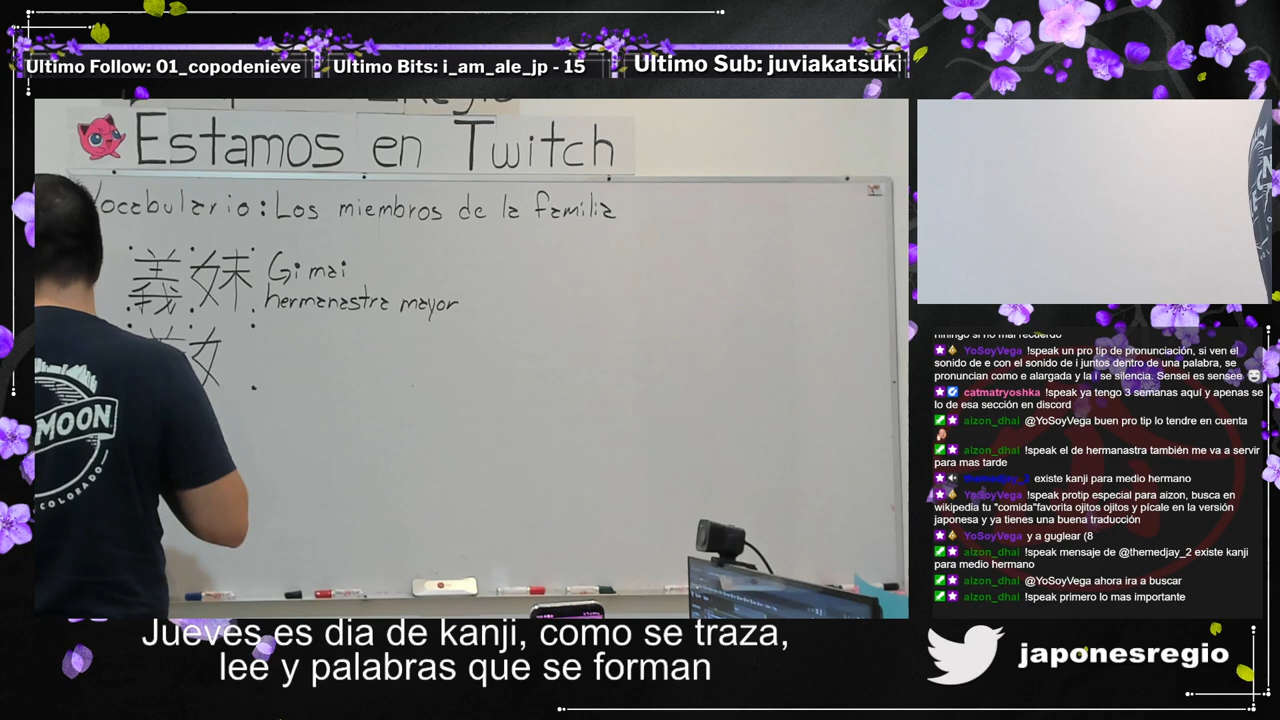 Ultimo Follow: 01_copodenieve
Ultimo Bits: i_am_ale_jp - 15
Ultimo Sub: juviakatsuki
Estamos en Twitch
Vocabulario: Los miembros de la familia
義妹 Gimai
hermanastra mayor
MOON
COLORADO
YoSoyVega !speak un pro tip de pronunciación, si ven el
sonido de e con el sonido de i juntos dentro de una palabra, se
pronuncian como e alargada y la i se silencia. Sensei es sensee
catmatryoshka !speak ya tengo 3 semanas aquí y apenas se
lo de esa sección en discord
aizon_dhal @YoSoyVega buen pro tip lo tendre en cuenta
aizon_dhal !speak el de hermanastra también me va a servir
para mas tarde
themedjay_2 existe kanji para medio hermano
YoSoyVega !speak protip especial para aizon, busca en
wikipedia tu "comida"favorita ojitos ojitos y pícale en la versión
japonesa y ya tienes una buena traducción
YoSoyVega y a guglear (8
aizon_dhal !speak mensaje de @themedjay_2 existe kanji
para medio hermano
aizon_dhal !speak @YoSoyVega ahora ira a buscar
aizon_dhal !speak primero lo mas importante
Jueves es dia de kanji, como se traza,
lee y palabras que se forman
japonesregio